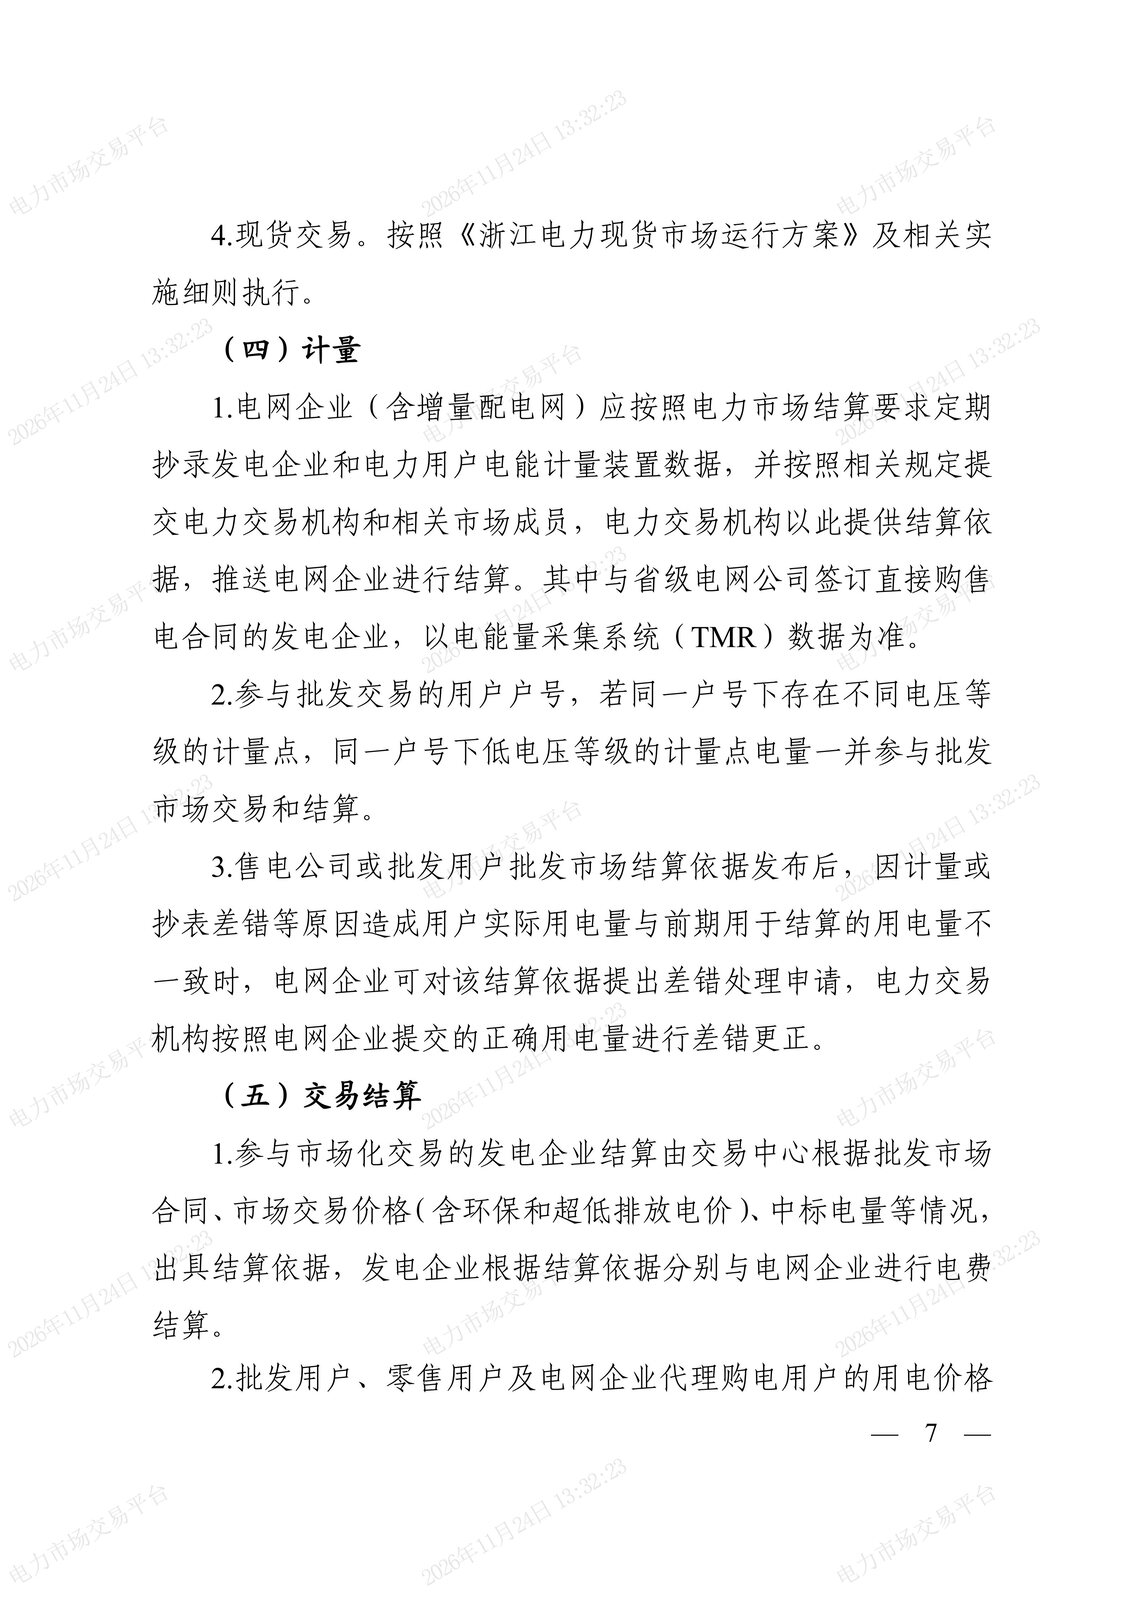 4.现货交易。按照《浙江电力现货市场运行方案》及相关实
施细则执行。
（四）计量
1.电网企业（含增量配电网）应按照电力市场结算要求定期
抄录发电企业和电力用户电能计量装置数据，并按照相关规定提
交电力交易机构和相关市场成员，电力交易机构以此提供结算依
据，推送电网企业进行结算。其中与省级电网公司签订直接购售
电合同的发电企业，以电能量采集系统（TMR）数据为准。
2.参与批发交易的用户户号，若同一户号下存在不同电压等
级的计量点，同一户号下低电压等级的计量点电量一并参与批发
市场交易和结算。
3.售电公司或批发用户批发市场结算依据发布后，因计量或
抄表差错等原因造成用户实际用电量与前期用于结算的用电量不
一致时，电网企业可对该结算依据提出差错处理申请，电力交易
机构按照电网企业提交的正确用电量进行差错更正。
（五）交易结算
1.参与市场化交易的发电企业结算由交易中心根据批发市场
合同、市场交易价格（含环保和超低排放电价）、中标电量等情况，
出具结算依据，发电企业根据结算依据分别与电网企业进行电费
结算。
2.批发用户、零售用户及电网企业代理购电用户的用电价格
— 7 —
电力市场交易平台
2026年11月24日 13:32:23